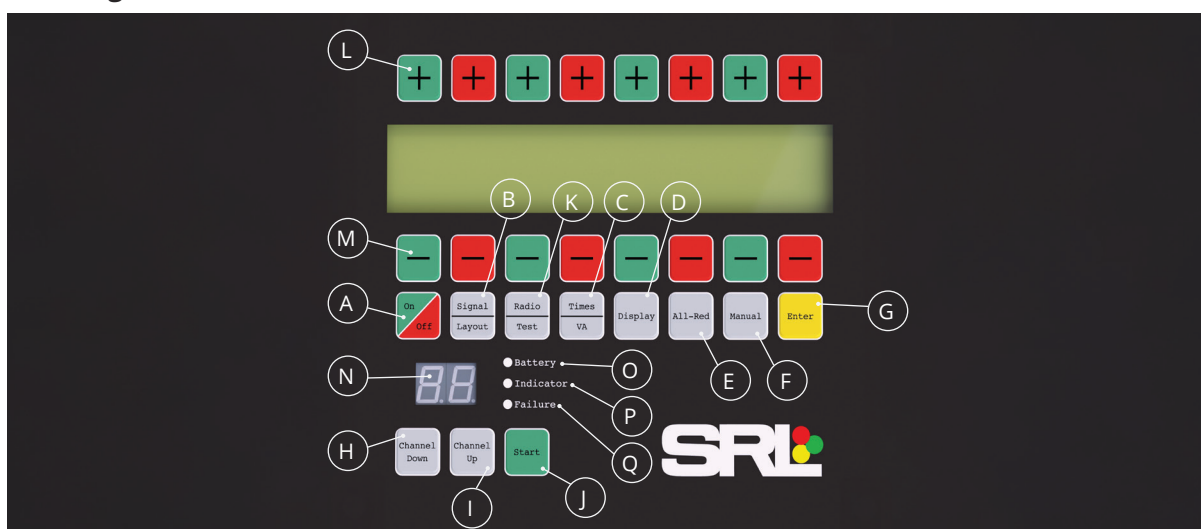 L
+ + + + + + + +
B K C D
M
− − − − − − − −
A On Off Signal Layout Radio Test Times VA Display All-Red Manual Enter G
N 8.8. Battery O
Indicator P
Failure E F
Q
H Channel Down Channel Up Start J SRL
I